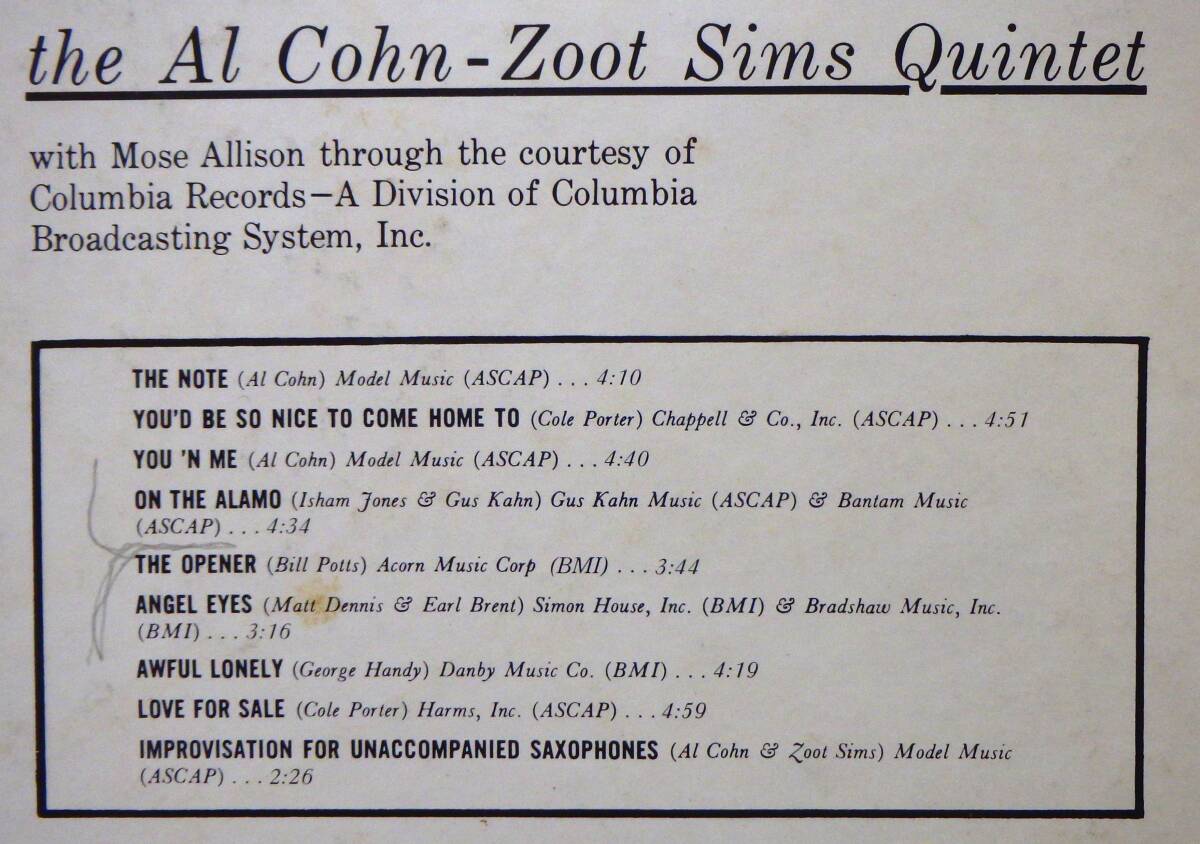 the Al Cohn-Zoot Sims Quintet
with Mose Allison through the courtesy of
Columbia Records—A Division of Columbia
Broadcasting System, Inc.
THE NOTE (Al Cohn) Model Music (ASCAP) . . . 4:10
YOU'D BE SO NICE TO COME HOME TO (Cole Porter) Chappell & Co., Inc. (ASCAP) . . . 4:51
YOU 'N ME (Al Cohn) Model Music (ASCAP) . . . 4:40
ON THE ALAMO (Isham Jones & Gus Kahn) Gus Kahn Music (ASCAP) & Bantam Music
(ASCAP) . . . 4:34
THE OPENER (Bill Potts) Acorn Music Corp (BMI) . . . 3:44
ANGEL EYES (Matt Dennis & Earl Brent) Simon House, Inc. (BMI) & Bradshaw Music, Inc.
(BMI) . . . 3:16
AWFUL LONELY (George Handy) Danby Music Co. (BMI) . . . 4:19
LOVE FOR SALE (Cole Porter) Harms, Inc. (ASCAP) . . . 4:59
IMPROVISATION FOR UNACCOMPANIED SAXOPHONES (Al Cohn & Zoot Sims) Model Music
(ASCAP) . . . 2:26